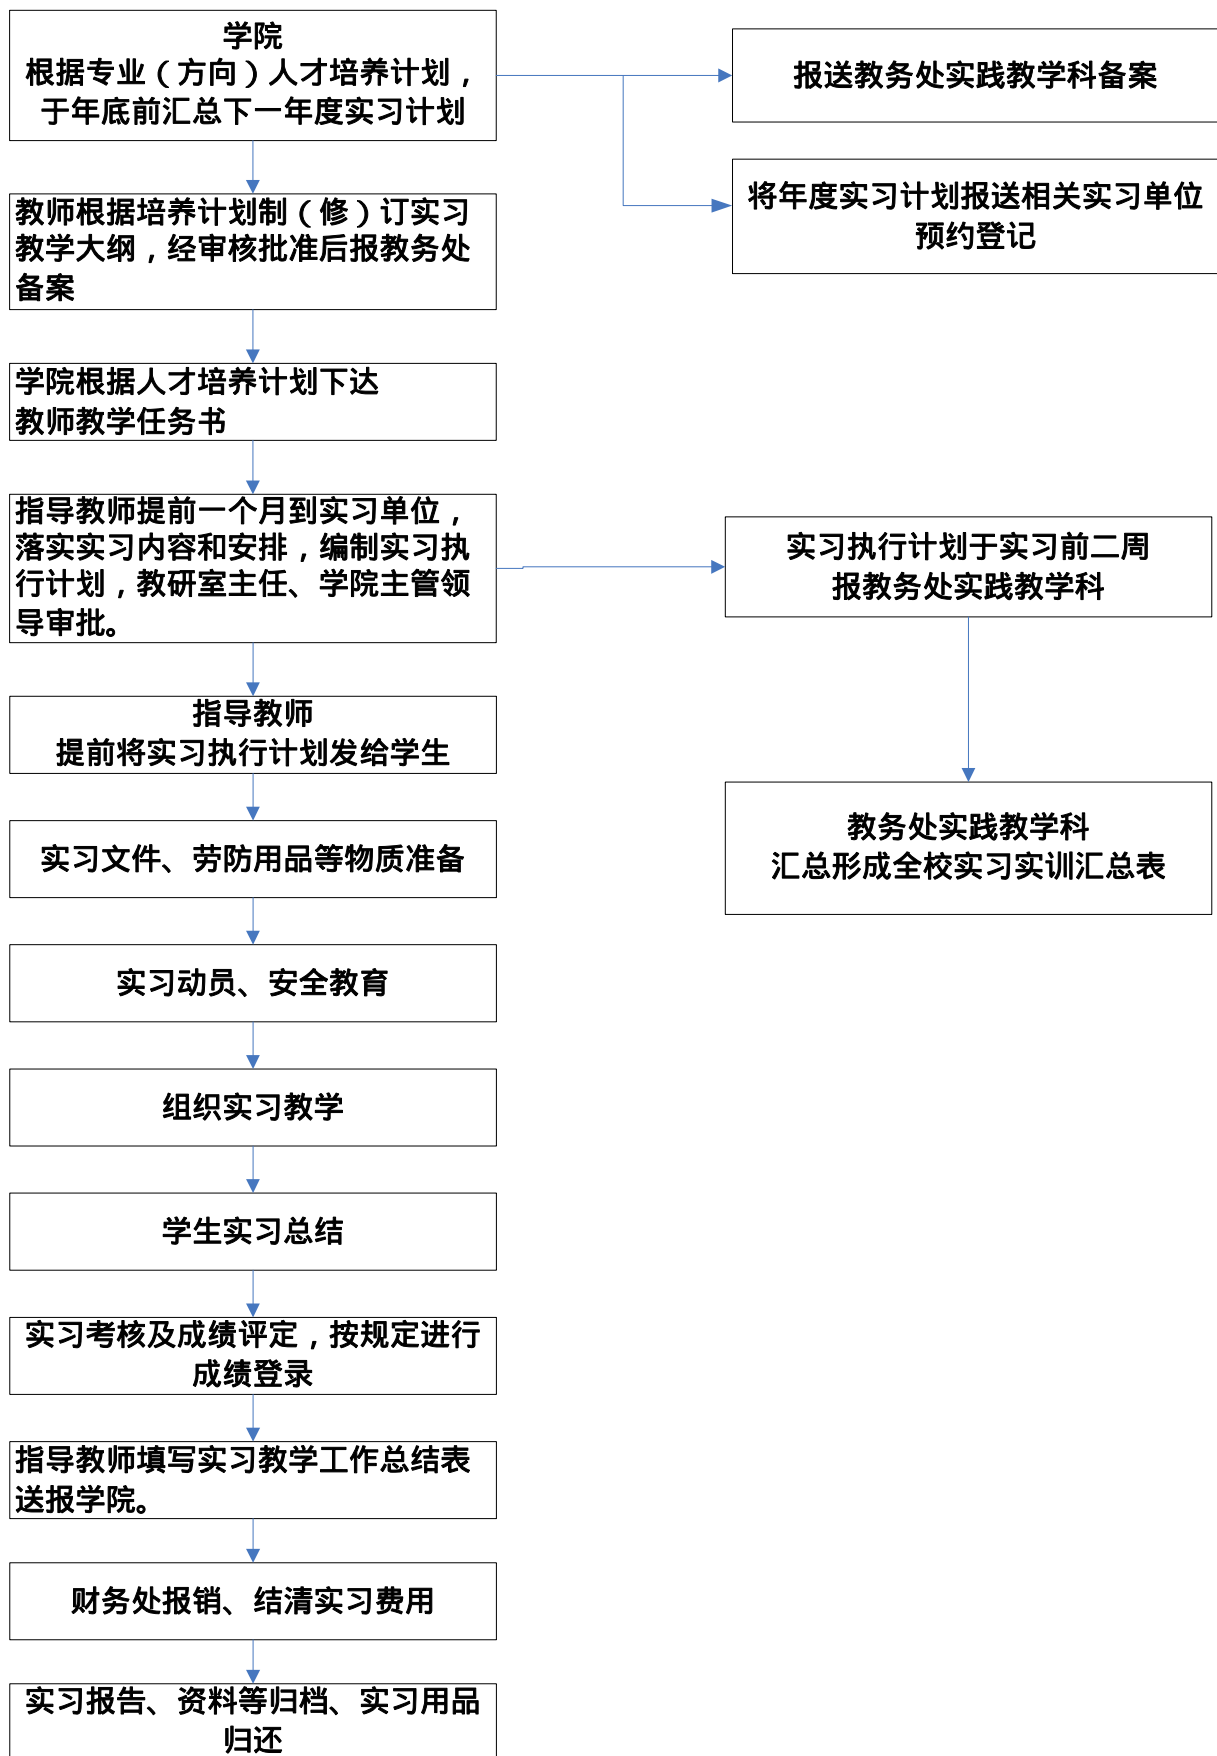 学院
根据专业（方向）人才培养计划，
于年底前汇总下一年度实习计划
报送教务处实践教学科备案
将年度实习计划报送相关实习单位
预约登记
教师根据培养计划制（修）订实习
教学大纲，经审核批准后报教务处
备案
学院根据人才培养计划下达
教师教学任务书
指导教师提前一个月到实习单位，
落实实习内容和安排，编制实习执
行计划，教研室主任、学院主管领
导审批。
实习执行计划于实习前二周
报教务处实践教学科
指导教师
提前将实习执行计划发给学生
教务处实践教学科
汇总形成全校实习实训汇总表
实习文件、劳防用品等物质准备
实习动员、安全教育
组织实习教学
学生实习总结
实习考核及成绩评定，按规定进行
成绩登录
指导教师填写实习教学工作总结表
送报学院。
财务处报销、结清实习费用
实习报告、资料等归档、实习用品
归还